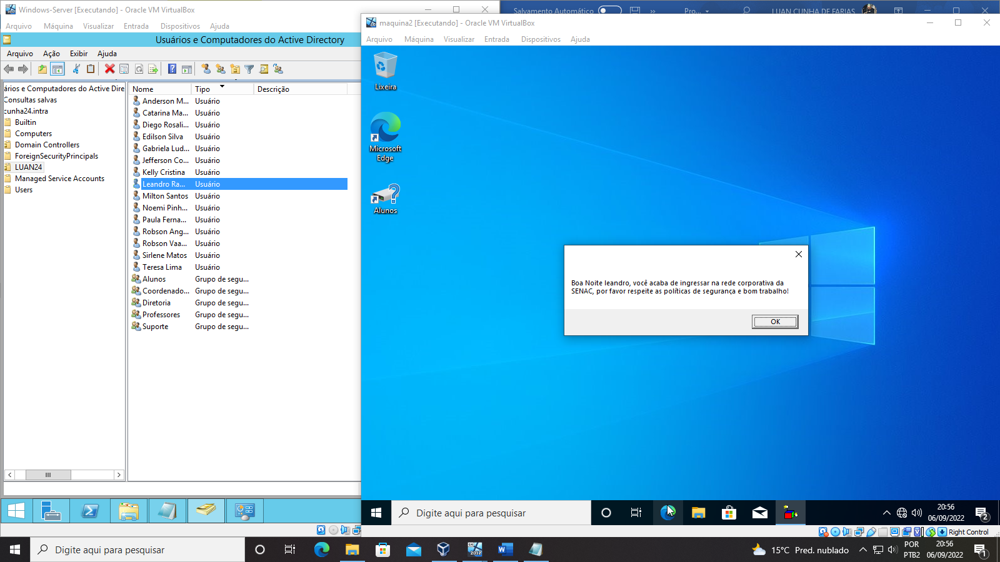 Windows-Server [Executando] - Oracle VM VirtualBox
Arquivo Máquina Visualizar Entrada Dispositivos Ajuda
Usuários e Computadores do Active Directory
Arquivo Ação Exibir Ajuda
ários e Computadores do Active Dire
Consultas salvas
cunha24.intra
Builtin
Computers
Domain Controllers
ForeignSecurityPrincipals
LUAN24
Managed Service Accounts
Users
Nome Tipo Descrição
Anderson M... Usuário
Catarina Ma... Usuário
Diego Rosali... Usuário
Edilson Silva Usuário
Gabriela Lud... Usuário
Jefferson Co... Usuário
Kelly Cristina Usuário
Leandro Ra... Usuário
Milton Santos Usuário
Noemi Pinh... Usuário
Paula Ferna... Usuário
Robson Ang... Usuário
Robson Vaa... Usuário
Sirlene Matos Usuário
Teresa Lima Usuário
Alunos Grupo de segu...
Coordenado... Grupo de segu...
Diretoria Grupo de segu...
Professores Grupo de segu...
Suporte Grupo de segu...
Salvamento Automático Pro... LUAN CUNHA DE FARIAS
maquina2 [Executando] - Oracle VM VirtualBox
Arquivo Máquina Visualizar Entrada Dispositivos Ajuda
Lixeira
Microsoft
Edge
Alunos
Boa Noite leandro, você acaba de ingressar na rede corporativa da
SENAC, por favor respeite as políticas de segurança e bom trabalho!
OK
Digite aqui para pesquisar
20:56
06/09/2022
2
Right Control
Digite aqui para pesquisar
2012
15°C Pred. nublado
POR
PTB2
20:56
06/09/2022
1